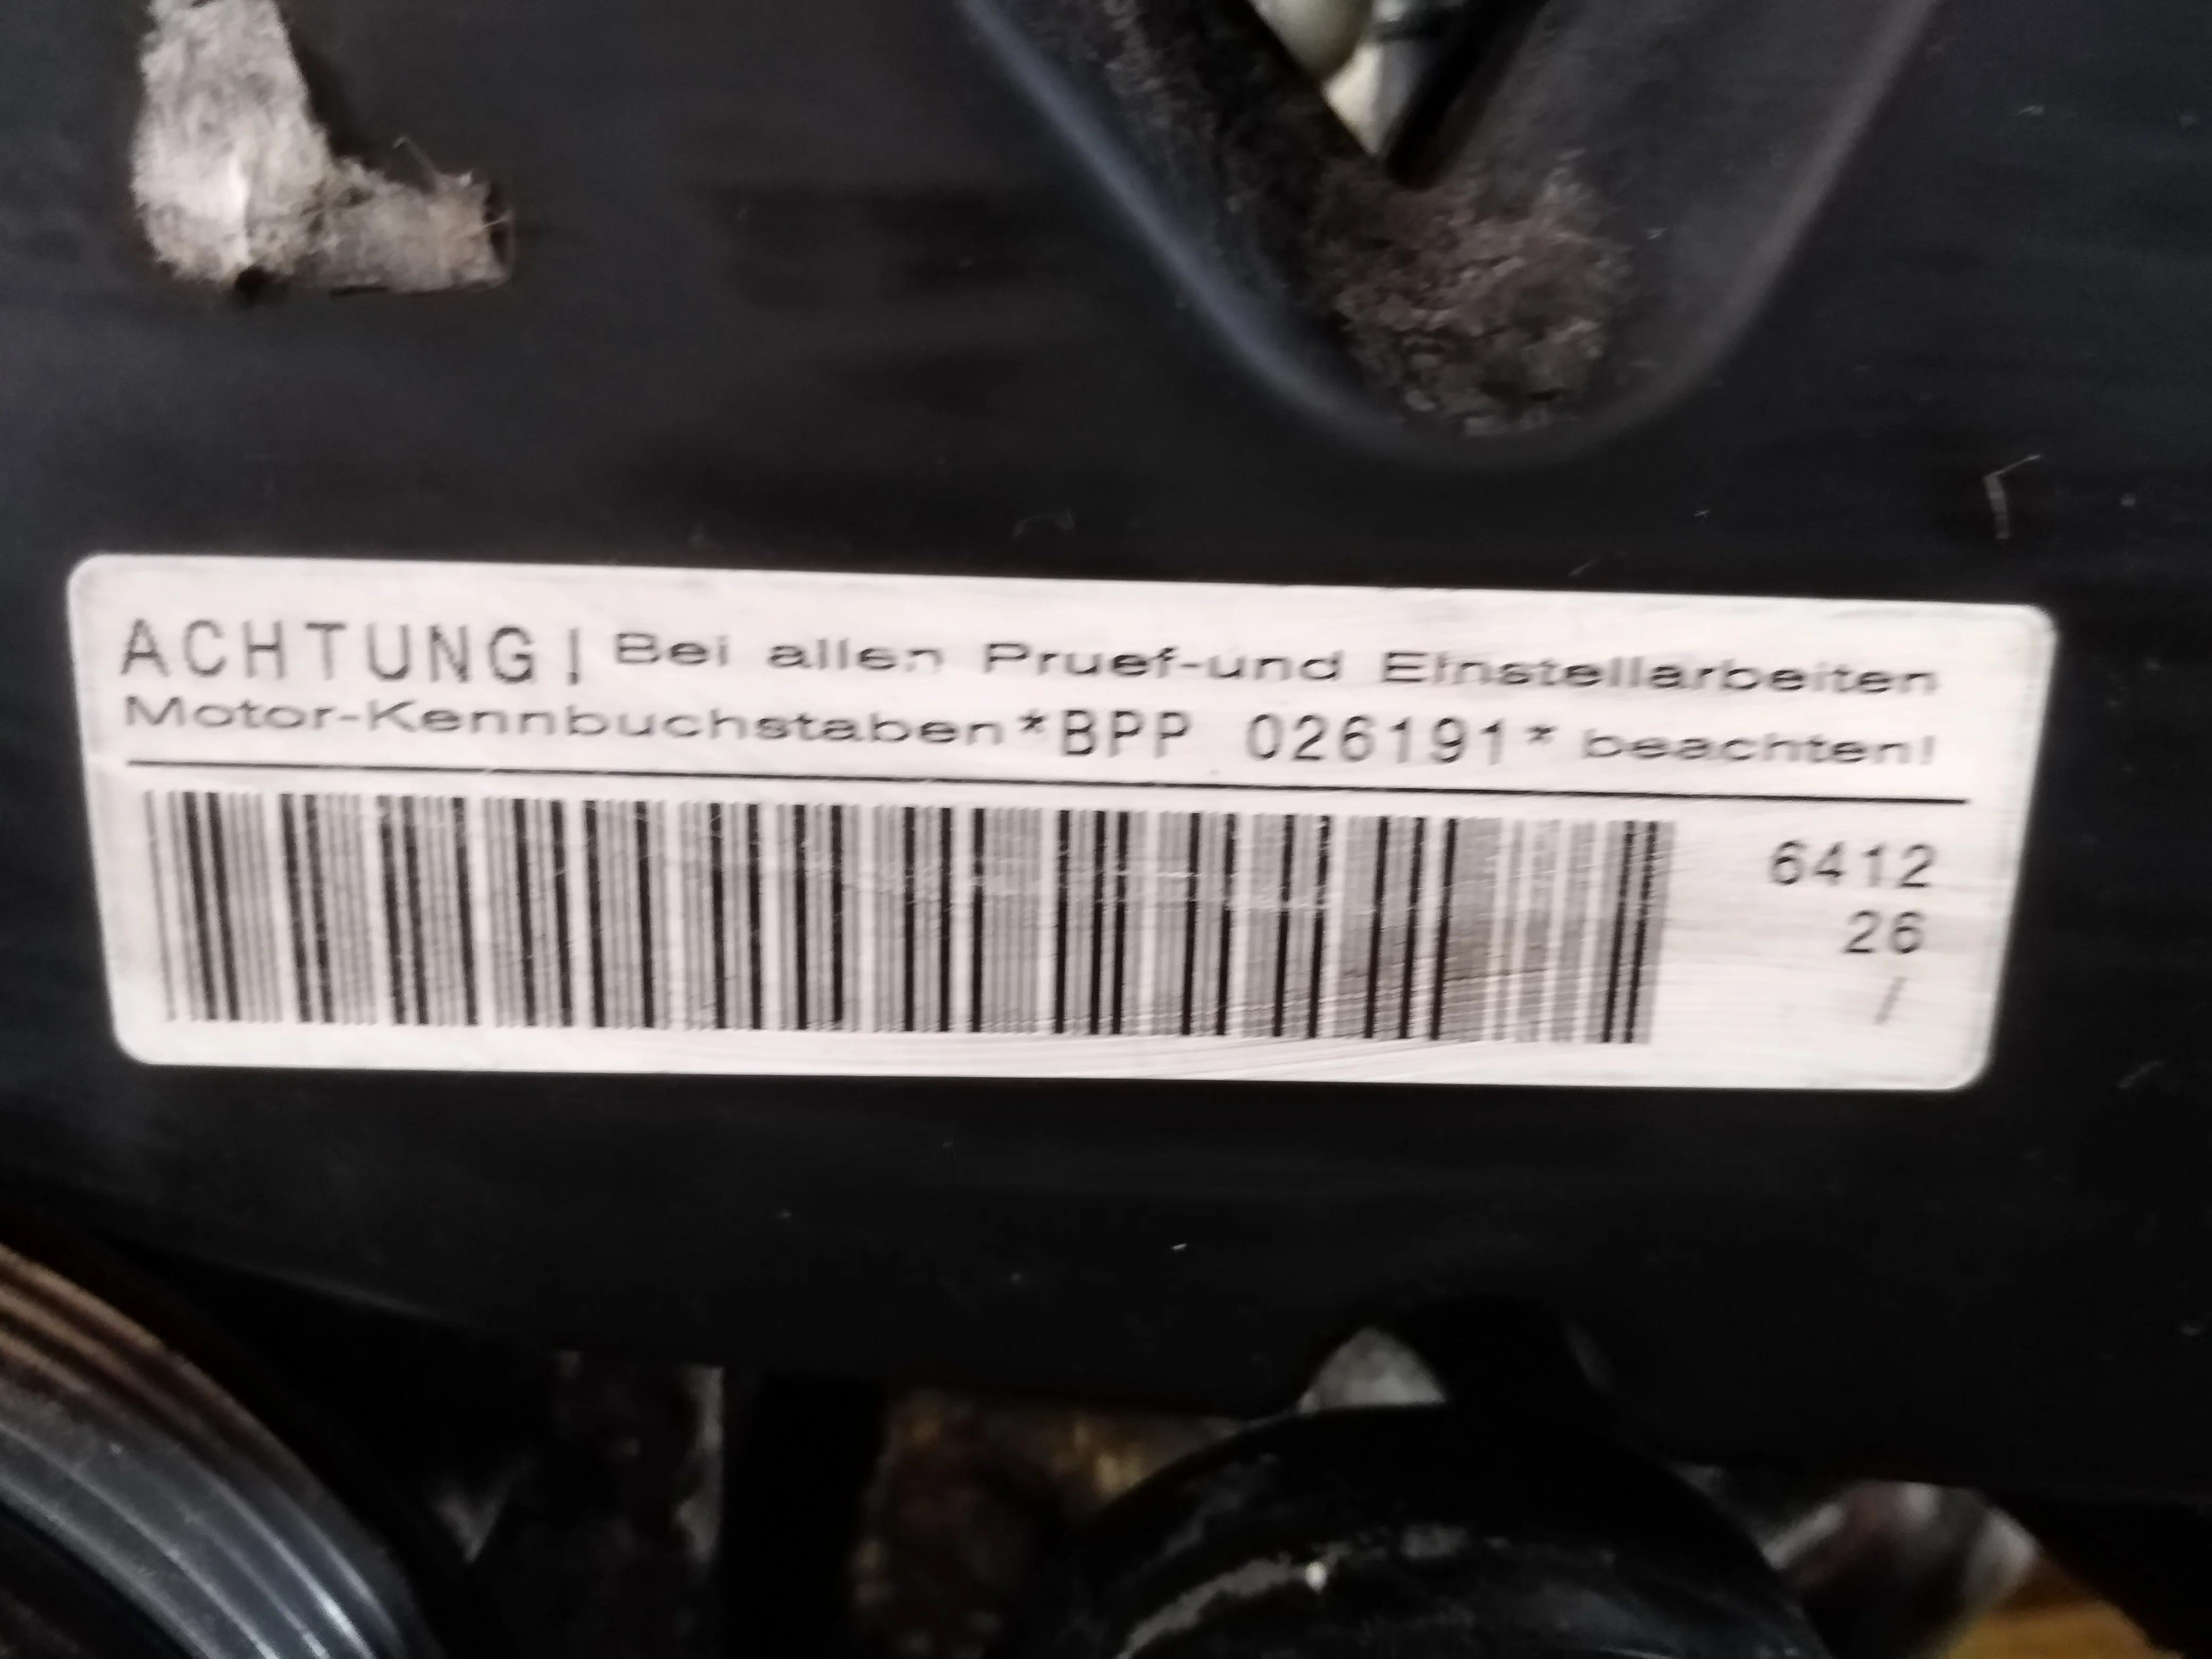 ACHTUNG! Bei allen Pruef-und Einstellarbeiten
Motor-Kennbuchstaben*BPP 026191* beachten!
6412
26
/